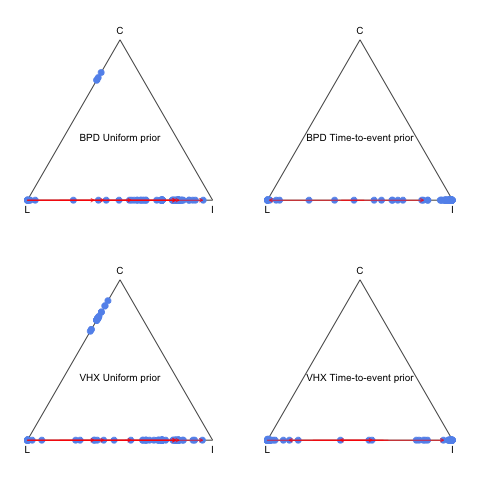 C
C
BPD Uniform prior
BPD Time-to-event prior
L
I
L
I
C
C
VHX Uniform prior
VHX Time-to-event prior
L
I
L
I